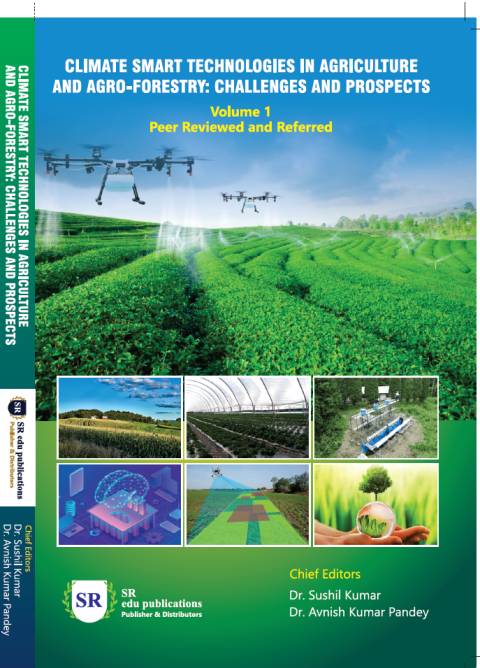 CLIMATE SMART TECHNOLOGIES IN AGRICULTURE
AND AGRO-FORESTRY: CHALLENGES AND PROSPECTS
Volume 1
Peer Reviewed and Referred
Chief Editors
Dr. Sushil Kumar
Dr. Avnish Kumar Pandey
SR
SR
edu publications
Publisher & Distributors
CLIMATE SMART TECHNOLOGIES IN AGRICULTURE
AND AGRO-FORESTRY: CHALLENGES AND PROSPECTS
SR
SR
edu publications
Publisher & Distributors
Chief Editors
Dr. Sushil Kumar
Dr. Avnish Kumar Pandey